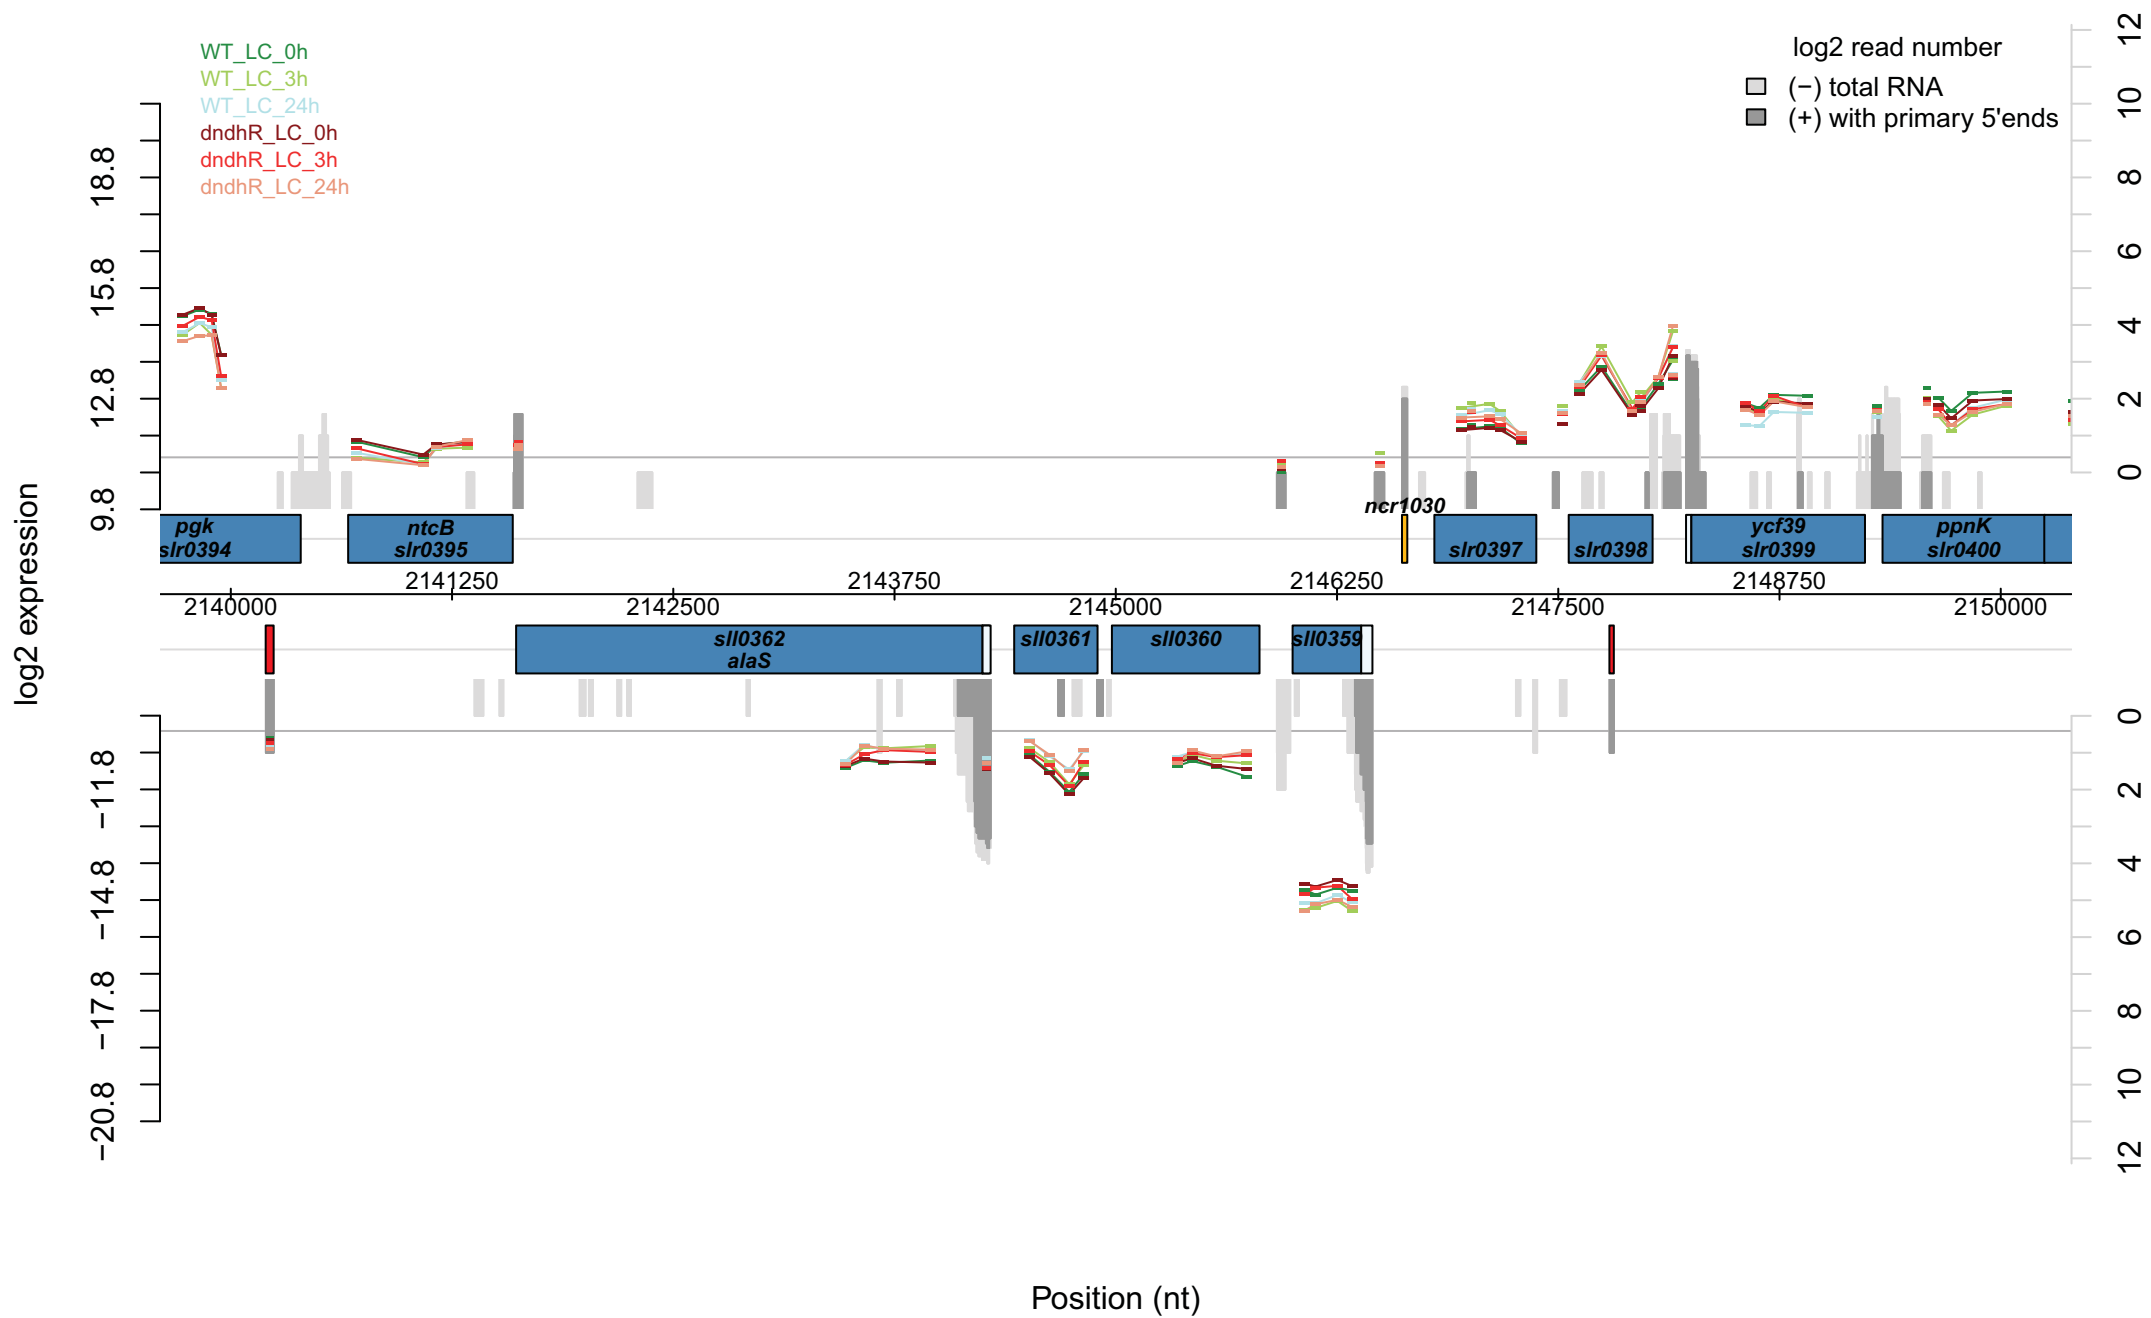 WT_LC_0h
WT_LC_3h
WT_LC_24h
dndhR_LC_0h
dndhR_LC_3h
dndhR_LC_24h
log2 read number
(−) total RNA
(+) with primary 5'ends
log2 expression
18.8
15.8
12.8
9.8
12
10
8
6
4
2
0
ncr1030
pgk
slr0394
ntcB
slr0395
slr0397
slr0398
ycf39
slr0399
ppnK
slr0400
2141250
2143750
2146250
2148750
2140000
2142500
2145000
2147500
2150000
sll0362
alaS
sll0361
sll0360
sll0359
−11.8
−14.8
−17.8
−20.8
0
2
4
6
8
10
12
Position (nt)